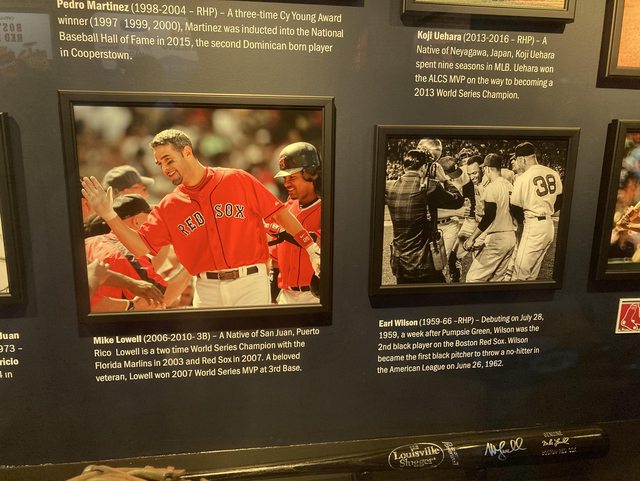 Pedro Martinez (1998-2004 – RHP) – A three-time Cy Young Award
winner (1997, 1999, 2000), Martinez was inducted into the National
Baseball Hall of Fame in 2015, the second Dominican born player
in Cooperstown.
Koji Uehara (2013-2016 – RHP) – A
Native of Neyagawa, Japan, Koji Uehara
spent nine seasons in MLB. Uehara won
the ALCS MVP on the way to becoming a
2013 World Series Champion.
RED SOX
36
Juan
1973 –
ricio
in
Mike Lowell (2006-2010- 3B) – A Native of San Juan, Puerto
Rico Lowell is a two time World Series Champion with the
Florida Marlins in 2003 and Red Sox in 2007. A beloved
veteran, Lowell won 2007 World Series MVP at 3rd Base.
Earl Wilson (1959-66 –RHP) – Debuting on July 28,
1959, a week after Pumpsie Green, Wilson was the
2nd black player on the Boston Red Sox. Wilson
became the first black pitcher to throw a no-hitter in
the American League on June 26, 1962.
Louisville
Slugger